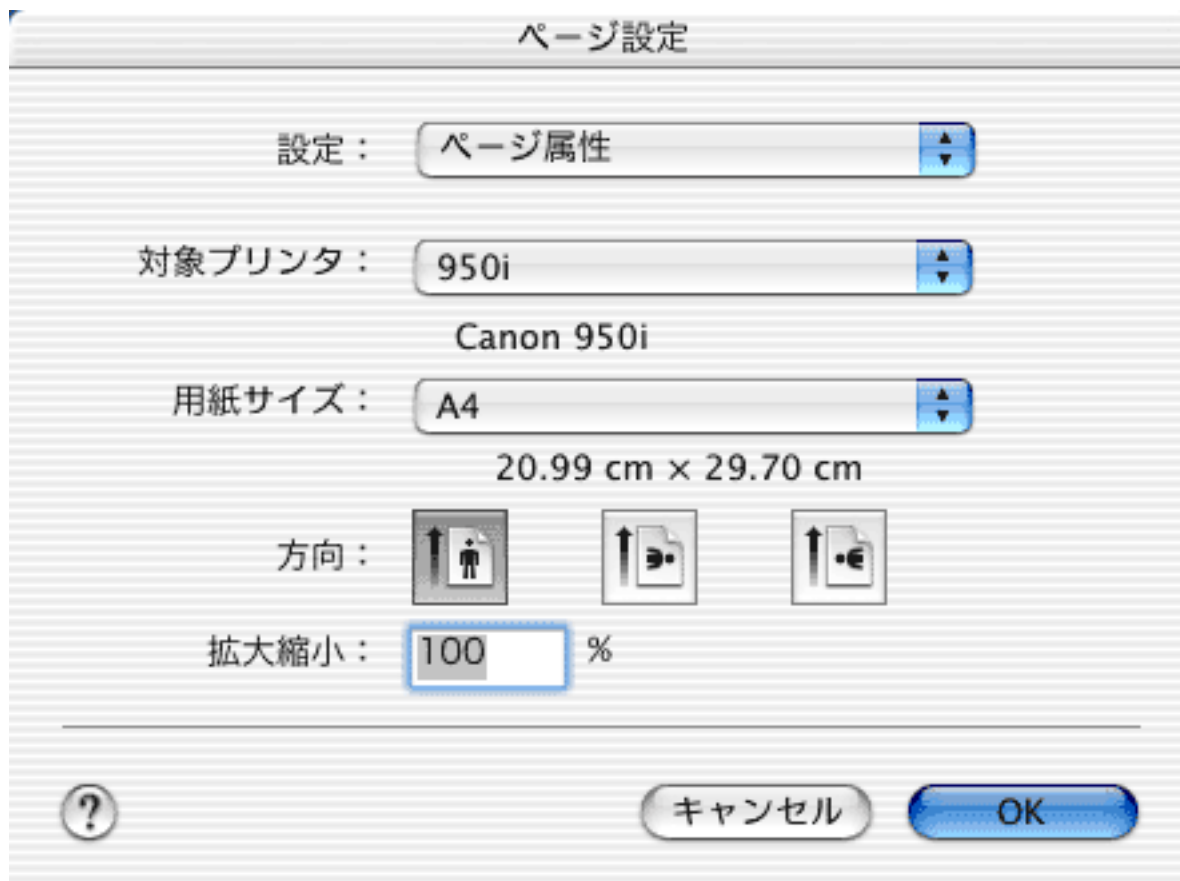 ページ設定
設定： ページ属性
対象プリンタ： 950i
Canon 950i
用紙サイズ： A4
20.99 cm × 29.70 cm
方向：
拡大縮小： 100 %
? キャンセル OK